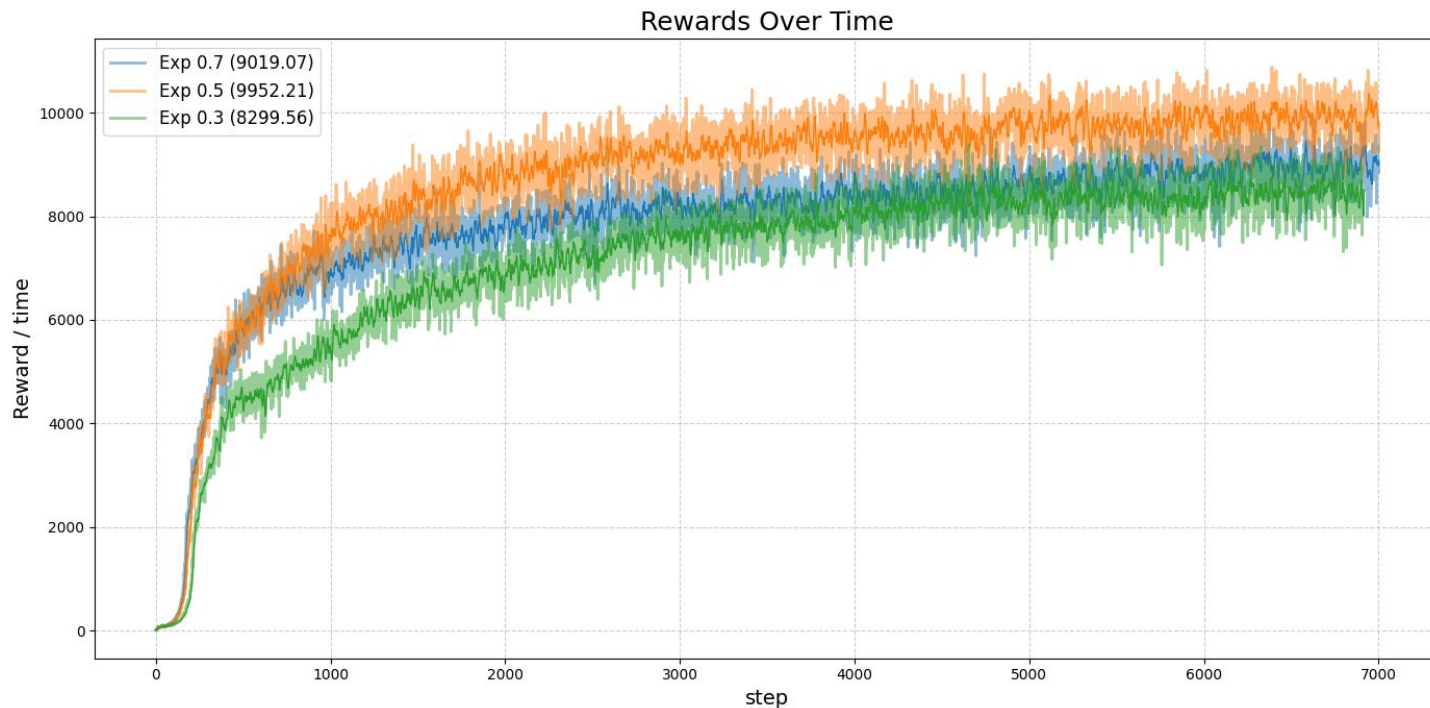 Rewards Over Time
Exp 0.7 (9019.07)
Exp 0.5 (9952.21)
Exp 0.3 (8299.56)
Reward / time
10000
8000
6000
4000
2000
0
0 1000 2000 3000 4000 5000 6000 7000
step